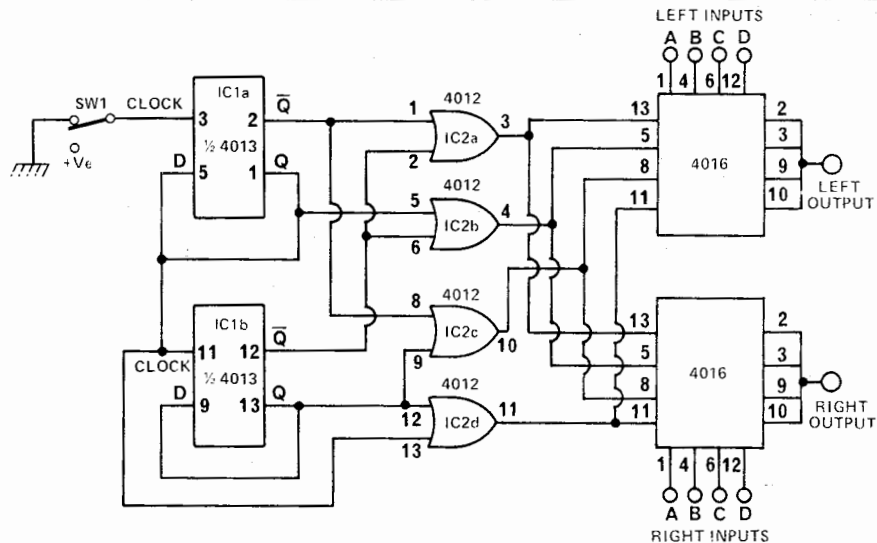 LEFT INPUTS
A B C D
1 4 6 12
SW1
CLOCK
+Ve
IC1a
3 2 Q̅
½ 4013
D Q
5 1
4012
1 3
IC2a
2
4012
5 4
IC2b
6
13 2
5 3
8 4016 9
11 10
LEFT
OUTPUT
IC1b
Q̅
11 12
CLOCK
½ 4013
D Q
9 13
4012
8
IC2c
9 10
4012
12 11
IC2d
13
13 2
5 3
4016
8 9
11 10
RIGHT
OUTPUT
1 4 6 12
A B C D
RIGHT INPUTS